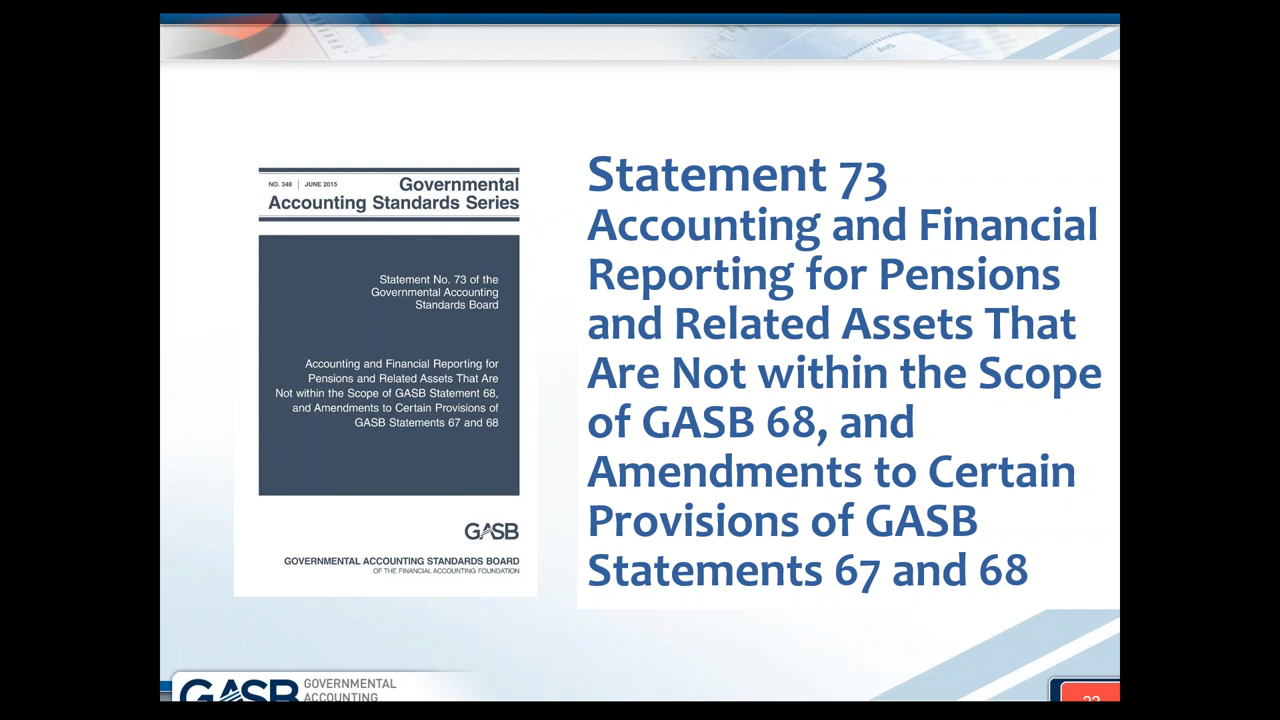 NO. 348 | JUNE 2015
Governmental
Accounting Standards Series
Statement No. 73 of the
Governmental Accounting
Standards Board
Accounting and Financial Reporting for
Pensions and Related Assets That Are
Not within the Scope of GASB Statement 68,
and Amendments to Certain Provisions of
GASB Statements 67 and 68
GASB
GOVERNMENTAL ACCOUNTING STANDARDS BOARD
OF THE FINANCIAL ACCOUNTING FOUNDATION
Statement 73
Accounting and Financial
Reporting for Pensions
and Related Assets That
Are Not within the Scope
of GASB 68, and
Amendments to Certain
Provisions of GASB
Statements 67 and 68
GASB
GOVERNMENTAL
ACCOUNTING